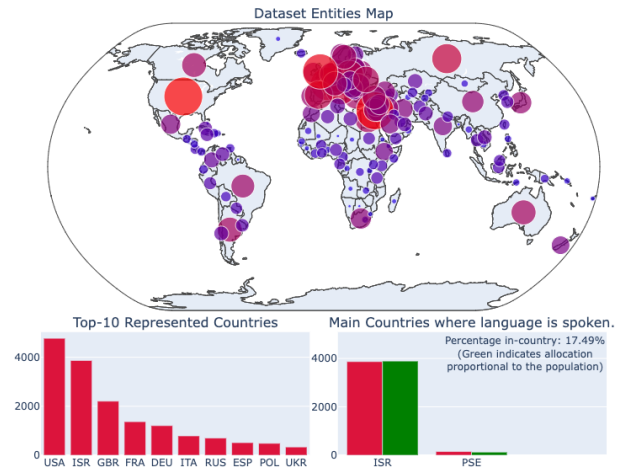 Dataset Entities Map
Top-10 Represented Countries
4000
2000
0
USA ISR GBR FRA DEU ITA RUS ESP POL UKR
Main Countries where language is spoken.
Percentage in-country: 17.49%
(Green indicates allocation
proportional to the population)
4000
2000
0
ISR PSE